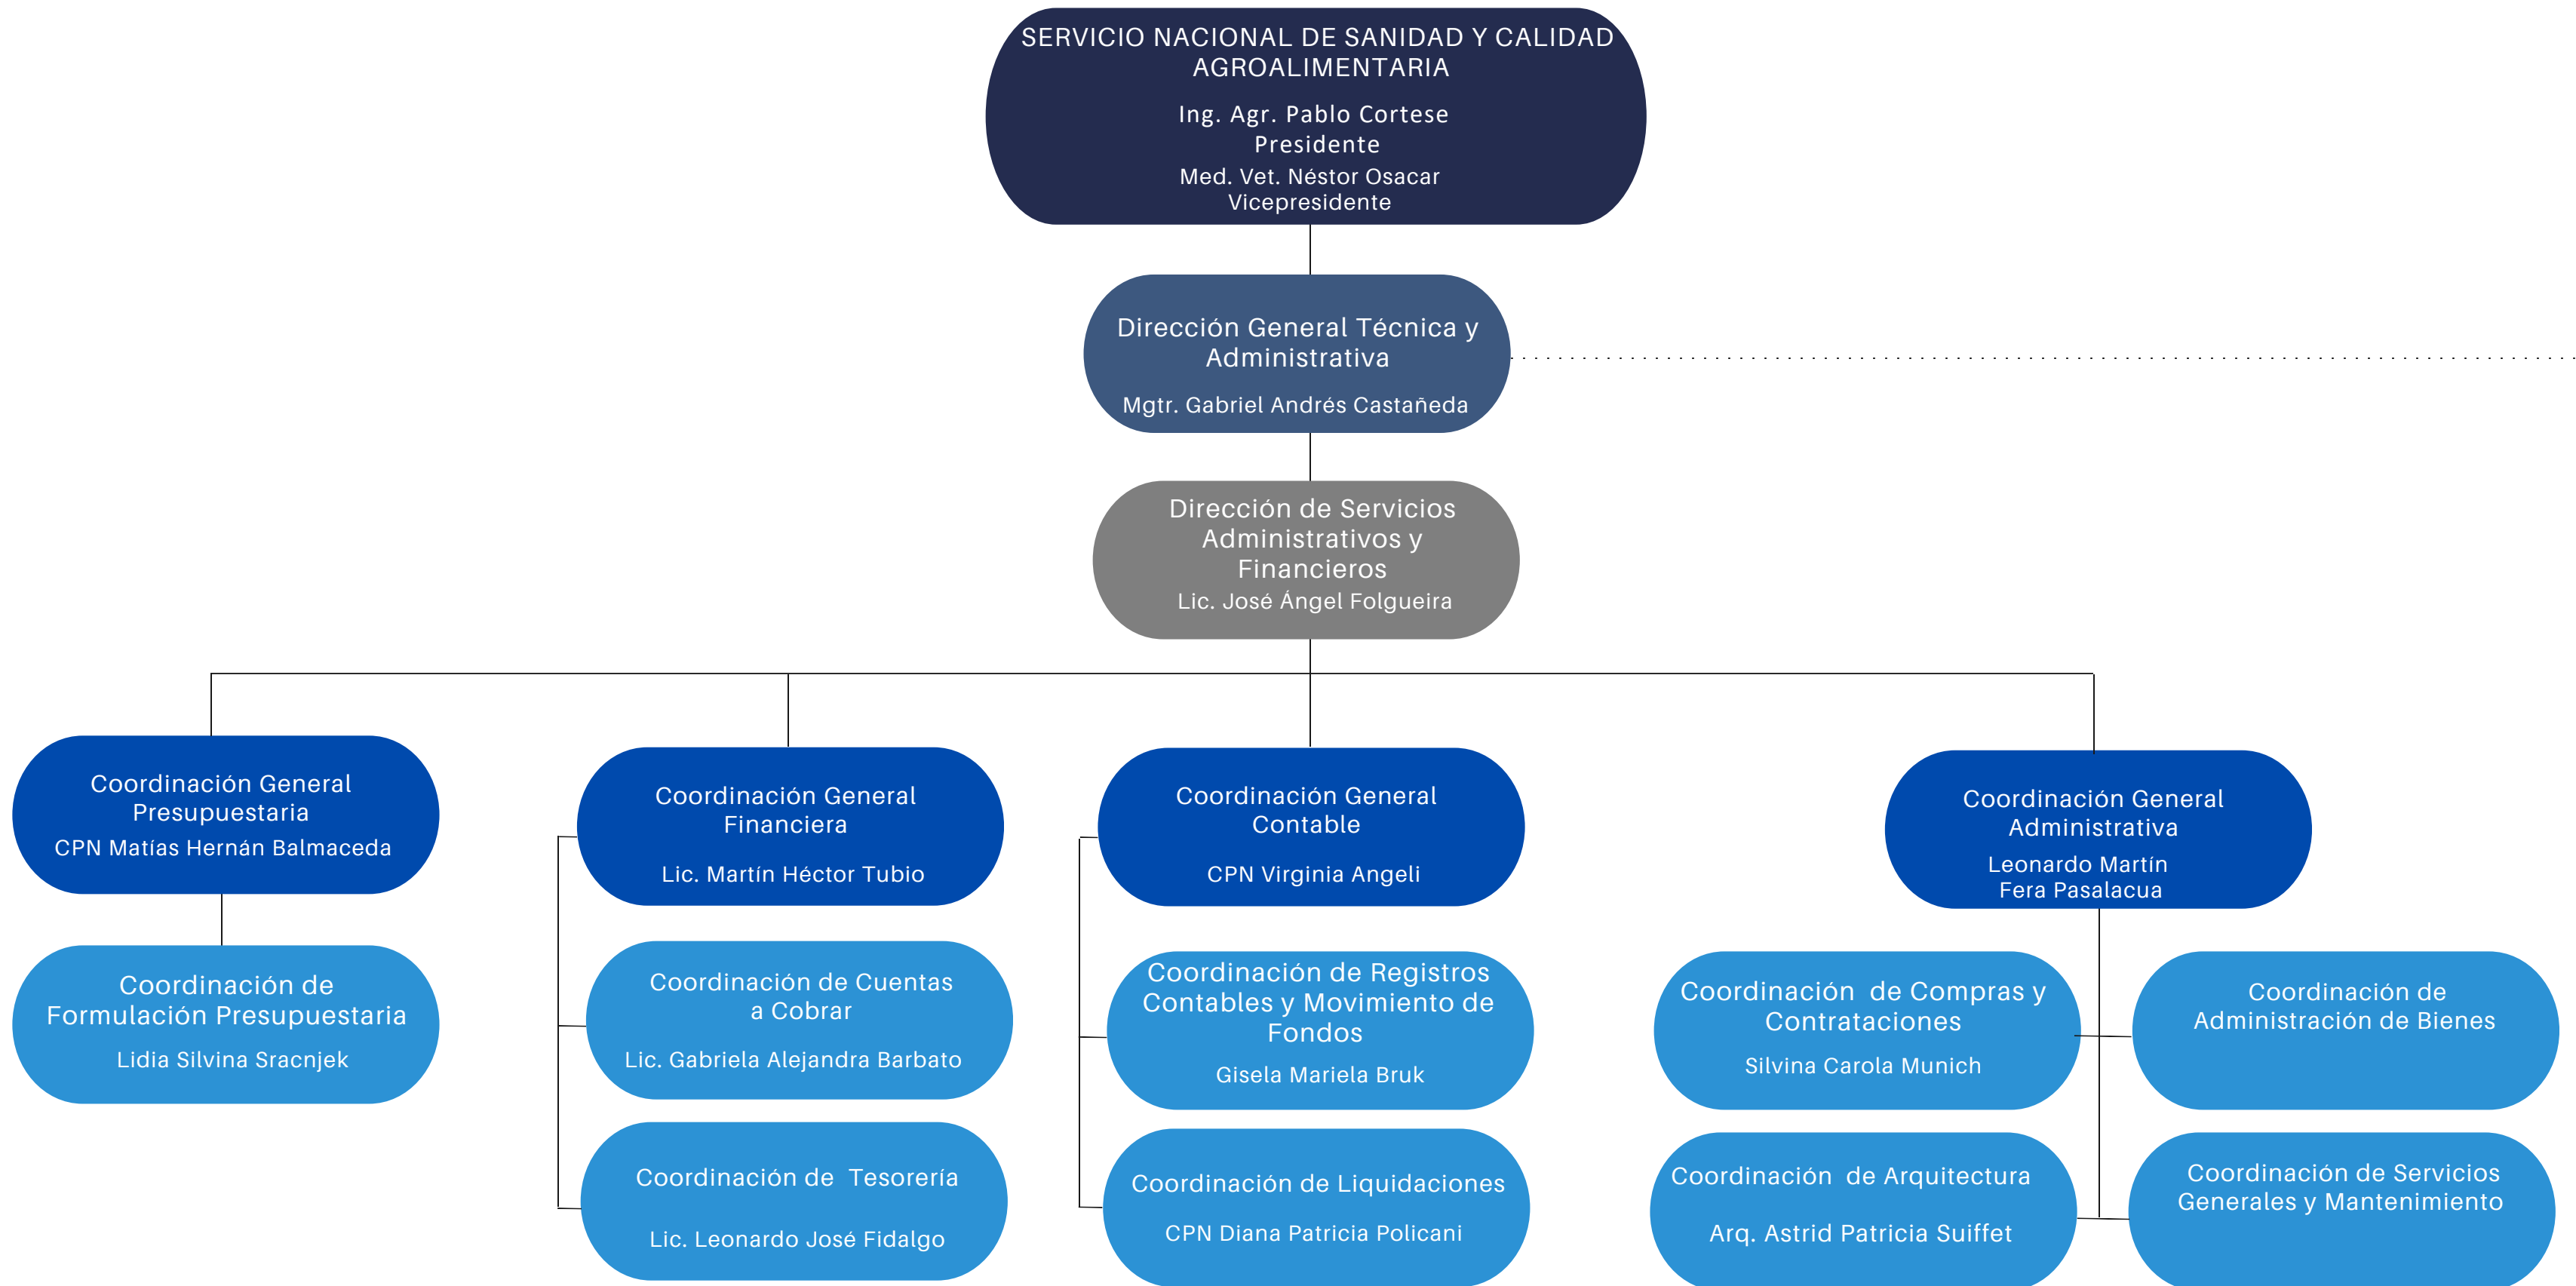 SERVICIO NACIONAL DE SANIDAD Y CALIDAD
AGROALIMENTARIA
Ing. Agr. Pablo Cortese
Presidente
Med. Vet. Néstor Osacar
Vicepresidente
Dirección General Técnica y
Administrativa
Mgtr. Gabriel Andrés Castañeda
Dirección de Servicios
Administrativos y
Financieros
Lic. José Ángel Folgueira
Coordinación General
Presupuestaria
CPN Matías Hernán Balmaceda
Coordinación General
Financiera
Lic. Martín Héctor Tubio
Coordinación General
Contable
CPN Virginia Angeli
Coordinación General
Administrativa
Leonardo Martín
Fera Pasalacua
Coordinación de
Formulación Presupuestaria
Lidia Silvina Sracnjek
Coordinación de Cuentas
a Cobrar
Lic. Gabriela Alejandra Barbato
Coordinación de Registros
Contables y Movimiento de
Fondos
Gisela Mariela Bruk
Coordinación de Compras y
Contrataciones
Silvina Carola Munich
Coordinación de
Administración de Bienes
Coordinación de Tesorería
Lic. Leonardo José Fidalgo
Coordinación de Liquidaciones
CPN Diana Patricia Policani
Coordinación de Arquitectura
Arq. Astrid Patricia Suiffet
Coordinación de Servicios
Generales y Mantenimiento